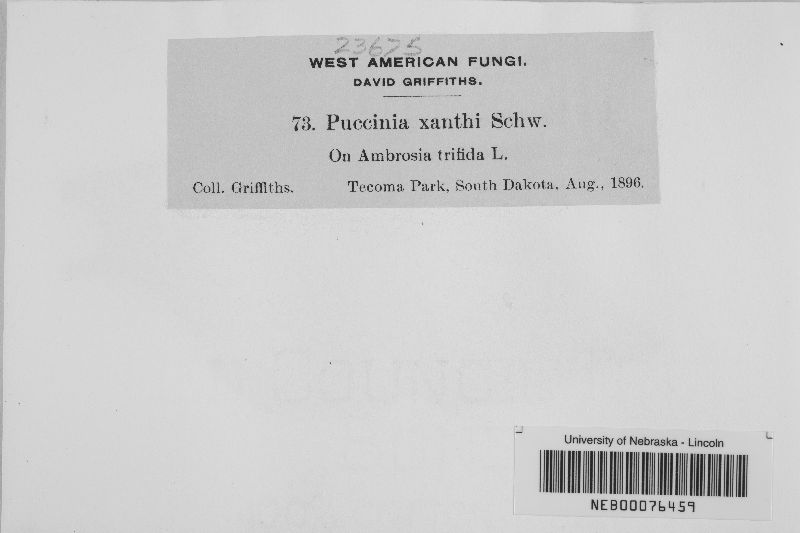 23675
WEST AMERICAN FUNGI.
DAVID GRIFFITHS.
73. Puccinia xanthi Schw.
On Ambrosia trifida L.
Coll. Griffiths. Tecoma Park, South Dakota, Aug., 1896.
University of Nebraska - Lincoln
NEB00076459